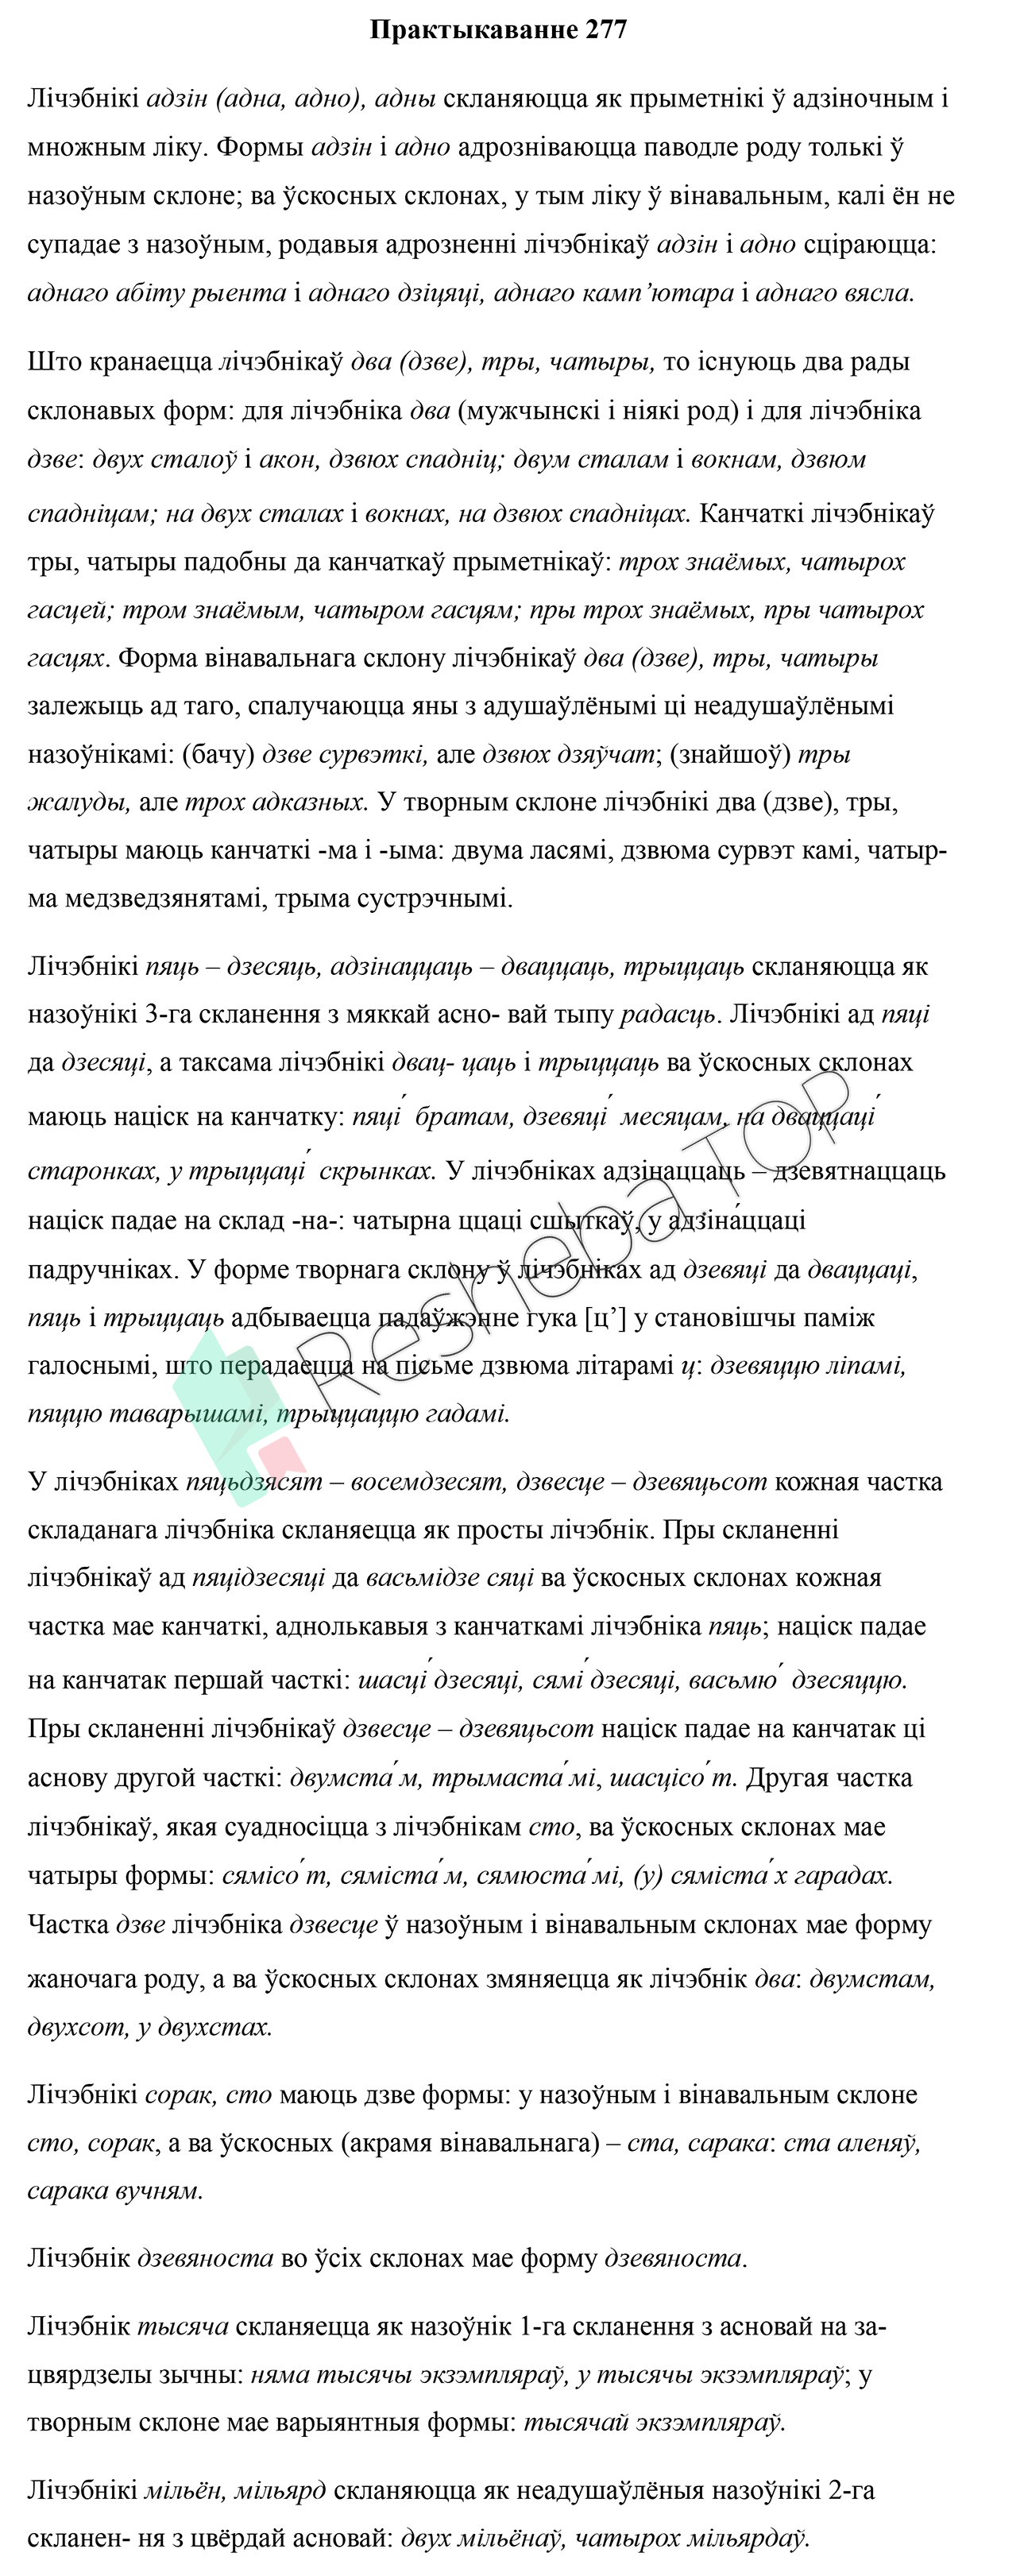 Практыкаванне 277
Лічэбнікі адзін (адна, адно), адны скланяюцца як прыметнікі ў адзіночным і
множным ліку. Формы адзін і адно адрозніваюцца паводле роду толькі ў
назоўным склоне; ва ўскосных склонах, у тым ліку ў вінавальным, калі ён не
супадае з назоўным, родавыя адрозненні лічэбнікаў адзін і адно сціраюцца:
аднаго абіту рыента і аднаго дзіцяці, аднаго камп’ютара і аднаго вясла.
Што кранаецца лічэбнікаў два (дзве), тры, чатыры, то існуюць два рады
склонавых форм: для лічэбніка два (мужчынскі і ніякі род) і для лічэбніка
дзве: двух сталоў і акон, дзвюх спадніц; двум сталам і вокнам, дзвюм
спадніцам; на двух сталах і вокнах, на дзвюх спадніцах. Канчаткі лічэбнікаў
тры, чатыры падобны да канчаткаў прыметнікаў: трох знаёмых, чатырох
гасцей; тром знаёмым, чатыром гасцям; пры трох знаёмых, пры чатырох
гасцях. Форма вінавальнага склону лічэбнікаў два (дзве), тры, чатыры
залежыць ад таго, спалучаюцца яны з адушаўлёнымі ці неадушаўлёнымі
назоўнікамі: (бачу) дзве сурвэткі, але дзвюх дзяўчат; (знайшоў) тры
жалуды, але трох адказных. У творным склоне лічэбнікі два (дзве), тры,
чатыры маюць канчаткі -ма і -ыма: двума ласямі, дзвюма сурвэт камі, чатыр-
ма медзведзянятамі, трыма сустрэчнымі.
Лічэбнікі пяць – дзесяць, адзінаццаць – дваццаць, трыццаць скланяюцца як
назоўнікі 3-га скланення з мяккай асно- вай тыпу радасць. Лічэбнікі ад пяці
да дзесяці, а таксама лічэбнікі двац- цаць і трыццаць ва ўскосных склонах
маюць націск на канчатку: пяці́ братам, дзевяці́ месяцам, на дваццаці́
старонках, у трыццаці́ скрынках. У лічэбніках адзінаццаць – дзевятнаццаць
націск падае на склад -на-: чатырна ццаці сшыткаў, у адзіна́ццаці
падручніках. У форме творнага склону ў лічэбніках ад дзевяці да дваццаці,
пяць і трыццаць адбываецца падаўжэнне гука [ц’] у становішчы паміж
галоснымі, што перадаецца на пісьме дзвюма літарамі ц: дзевяццю ліпамі,
пяццю таварышамі, трыццаццю гадамі.
У лічэбніках пяцьдзясят – восемдзесят, дзвесце – дзевяцьсот кожная частка
складанага лічэбніка скланяецца як просты лічэбнік. Пры скланенні
лічэбнікаў ад пяцідзесяці да васьмідзе сяці ва ўскосных склонах кожная
частка мае канчаткі, аднолькавыя з канчаткамі лічэбніка пяць; націск падае
на канчатак першай часткі: шасці́дзесяці, сямі́дзесяці, васьмю́ дзесяццю.
Пры скланенні лічэбнікаў дзвесце – дзевяцьсот націск падае на канчатак ці
аснову другой часткі: двумста́м, трымаста́мі, шасцісо́т. Другая частка
лічэбнікаў, якая суадносіцца з лічэбнікам сто, ва ўскосных склонах мае
чатыры формы: сямісо́т, сяміста́м, сямюста́мі, (у) сяміста́х гарадах.
Частка дзве лічэбніка дзвесце ў назоўным і вінавальным склонах мае форму
жаночага роду, а ва ўскосных склонах змяняецца як лічэбнік два: двумстам,
двухсот, у двухстах.
Лічэбнікі сорак, сто маюць дзве формы: у назоўным і вінавальным склоне
сто, сорак, а ва ўскосных (акрамя вінавальнага) – ста, сарака: ста аленяў,
сарака вучням.
Лічэбнік дзевяноста во ўсіх склонах мае форму дзевяноста.
Лічэбнік тысяча скланяецца як назоўнік 1-га скланення з асновай на за-
цвярдзелы зычны: няма тысячы экзэмпляраў, у тысячы экзэмпляраў; у
творным склоне мае варыянтныя формы: тысячай экзэмпляраў.
Лічэбнікі мільён, мільярд скланяюцца як неадушаўлёныя назоўнікі 2-га
скланен- ня з цвёрдай асновай: двух мільёнаў, чатырох мільярдаў.
Resheba.TOP